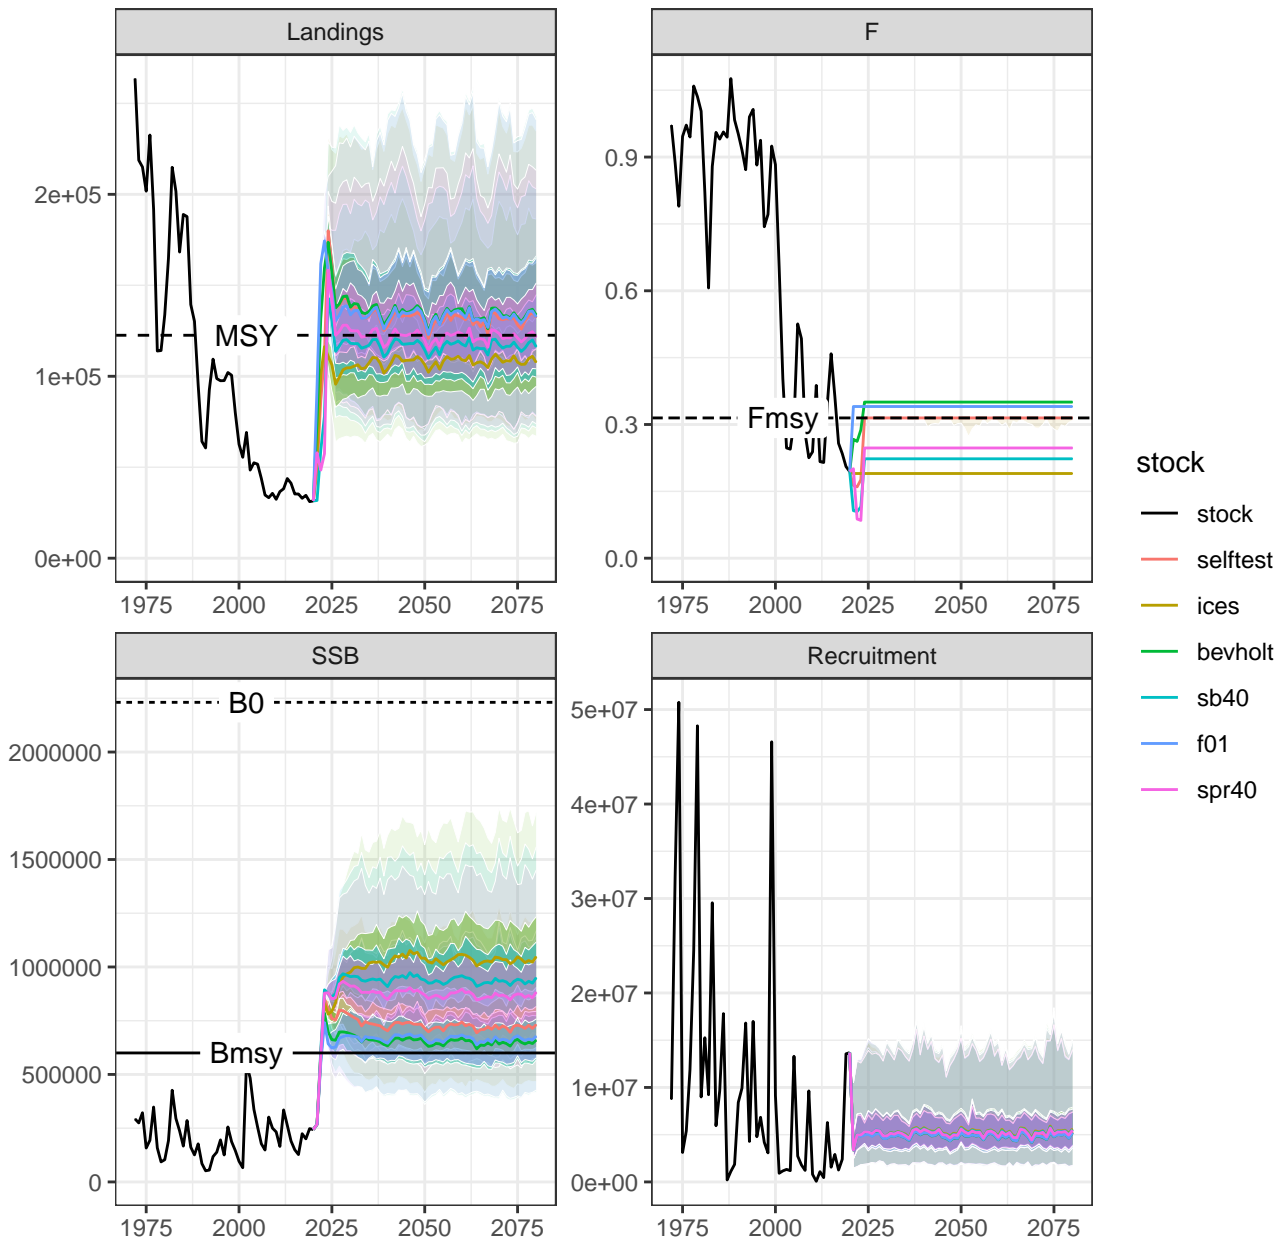 Landings
F
2e+05
1e+05
0e+00
MSY
0.9
0.6
0.3
0.0
Fmsy
1975 2000 2025 2050 2075
1975 2000 2025 2050 2075
SSB
Recruitment
B0
2000000
1500000
1000000
500000
0
Bmsy
5e+07
4e+07
3e+07
2e+07
1e+07
0e+00
1975 2000 2025 2050 2075
1975 2000 2025 2050 2075
stock
stock
selftest
ices
bevholt
sb40
f01
spr40